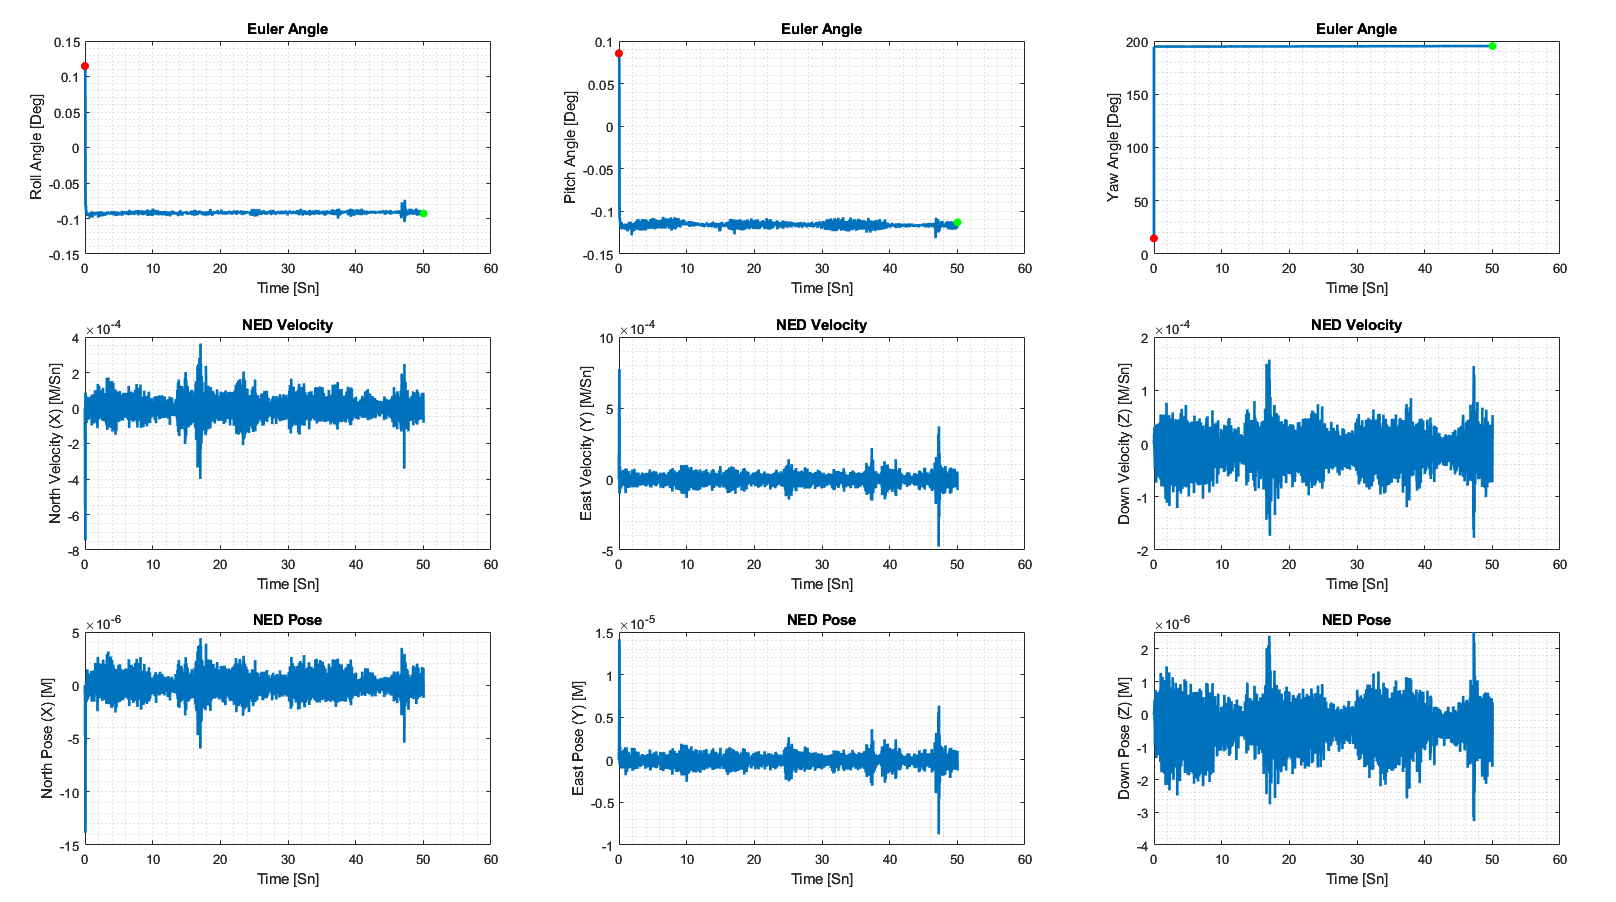 Euler Angle
0.15
0.1
0.05
0
-0.05
-0.1
-0.15
Roll Angle [Deg]
0 10 20 30 40 50 60
Time [Sn]
Euler Angle
0.1
0.05
0
-0.05
-0.1
-0.15
Pitch Angle [Deg]
0 10 20 30 40 50 60
Time [Sn]
Euler Angle
200
150
100
50
0
Yaw Angle [Deg]
0 10 20 30 40 50 60
Time [Sn]
NED Velocity
×10-4
4
2
0
-2
-4
-6
-8
North Velocity (X) [M/Sn]
0 10 20 30 40 50 60
Time [Sn]
NED Velocity
×10-4
10
5
0
-5
East Velocity (Y) [M/Sn]
0 10 20 30 40 50 60
Time [Sn]
NED Velocity
×10-4
2
1
0
-1
-2
Down Velocity (Z) [M/Sn]
0 10 20 30 40 50 60
Time [Sn]
NED Pose
×10-6
5
0
-5
-10
-15
North Pose (X) [M]
0 10 20 30 40 50 60
Time [Sn]
NED Pose
×10-5
1.5
1
0.5
0
-0.5
-1
East Pose (Y) [M]
0 10 20 30 40 50 60
Time [Sn]
NED Pose
×10-6
2
1
0
-1
-2
-3
-4
Down Pose (Z) [M]
0 10 20 30 40 50 60
Time [Sn]